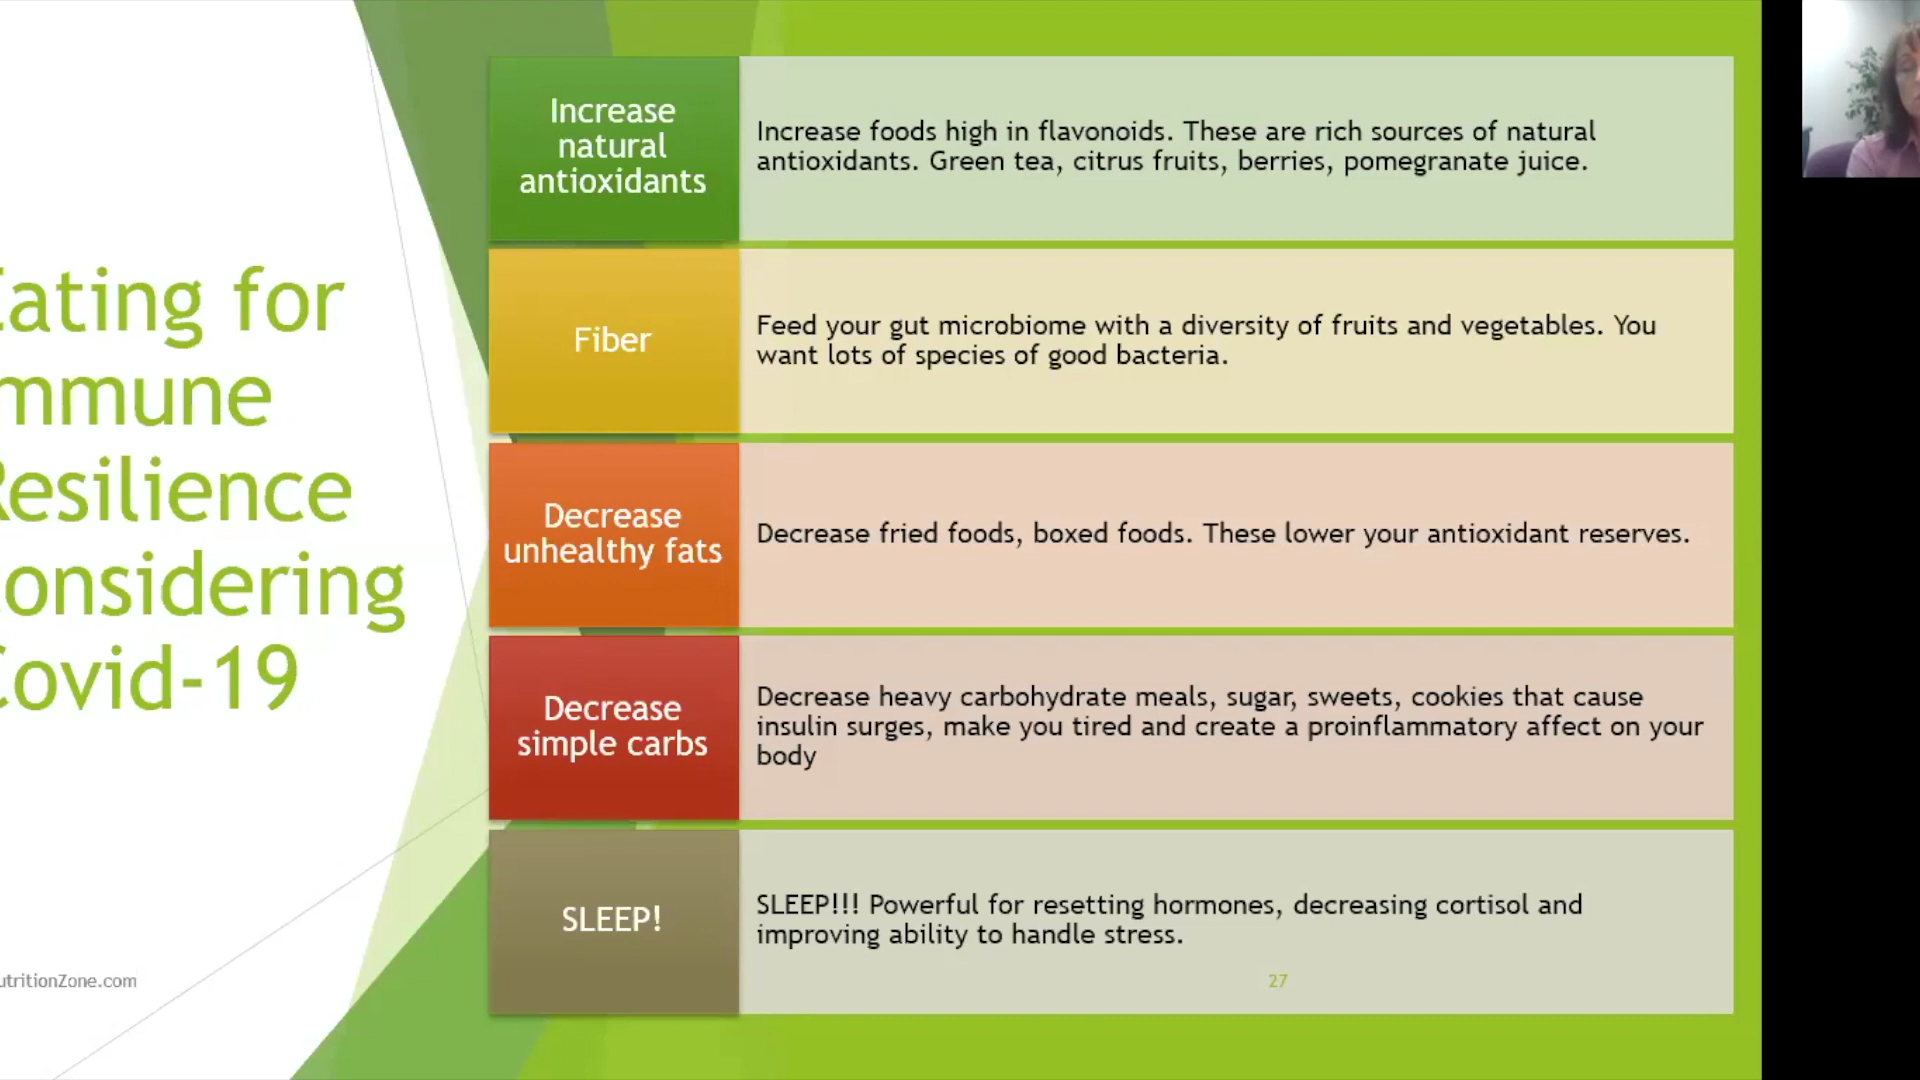 ating for
mmune
esilience
onsidering
ovid-19
Increase
natural
antioxidants
Increase foods high in flavonoids. These are rich sources of natural
antioxidants. Green tea, citrus fruits, berries, pomegranate juice.
Fiber
Feed your gut microbiome with a diversity of fruits and vegetables. You
want lots of species of good bacteria.
Decrease
unhealthy fats
Decrease fried foods, boxed foods. These lower your antioxidant reserves.
Decrease
simple carbs
Decrease heavy carbohydrate meals, sugar, sweets, cookies that cause
insulin surges, make you tired and create a proinflammatory affect on your
body
SLEEP!
SLEEP!!! Powerful for resetting hormones, decreasing cortisol and
improving ability to handle stress.
utritionZone.com
27